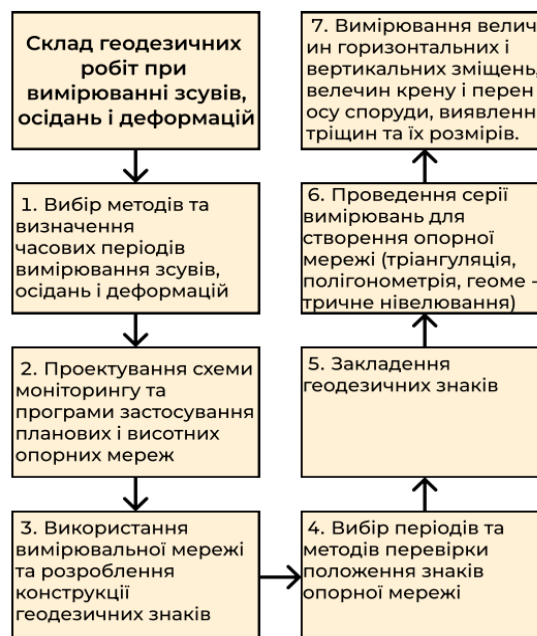 Склад геодезичних
робіт при
вимірюванні зсувів,
осідань і деформацій
1. Вибір методів та
визначення
часових періодів
вимірювання зсувів,
осідань і деформацій
2. Проектування схеми
моніторингу та
програми застосування
планових і висотних
опорних мереж
3. Використання
вимірювальної мережі
та розроблення
конструкції
геодезичних знаків
4. Вибір періодів та
методів перевірки
положення знаків
опорної мережі
5. Закладення
геодезичних знаків
6. Проведення серії
вимірювань для
створення опорної
мережі (тріангуляція,
полігонометрія, геоме -
тричне нівелювання)
7. Вимірювання велич
ин горизонтальних і
вертикальних зміщень,
велечин крену і перен
осу споруди, виявленн
тріщин та їх розмірів.